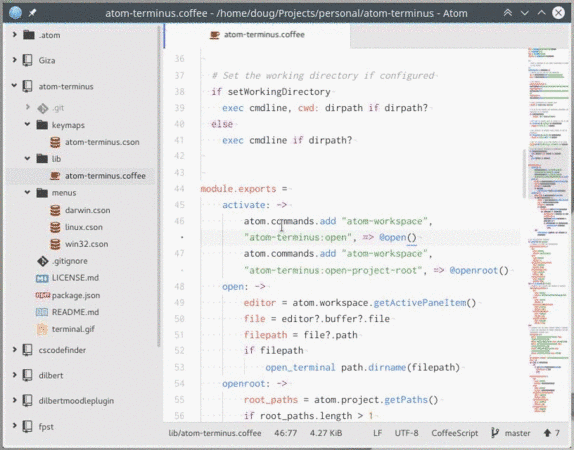 atom-terminus.coffee - /home/doug/Projects/personal/atom-terminus - Atom
.atom
Giza
atom-terminus
.git
keymaps
atom-terminus.cson
lib
atom-terminus.coffee
menus
darwin.cson
linux.cson
win32.cson
.gitignore
LICENSE.md
package.json
README.md
terminal.gif
cscodefinder
dilbert
dilbertmoodleplugin
fpst
atom-terminus.coffee
36
37 # Set the working directory if configured
38 if setWorkingDirectory
39 exec cmdline, cwd: dirpath if dirpath?
40 else
41 exec cmdline if dirpath?
42
43
44 module.exports =
45 activate: ->
46 atom.commands.add "atom-workspace",
• "atom-terminus:open", => @open()
47 atom.commands.add "atom-workspace",
• "atom-terminus:open-project-root", => @openroot()
48 open: ->
49 editor = atom.workspace.getActivePaneItem()
50 file = editor?.buffer?.file
51 filepath = file?.path
52 if filepath
53 open_terminal path.dirname(filepath)
54 openroot: ->
55 root_paths = atom.project.getPaths()
56 if root_paths.length > 1
lib/atom-terminus.coffee 46:77 4.27 KiB LF UTF-8 CoffeeScript master 7